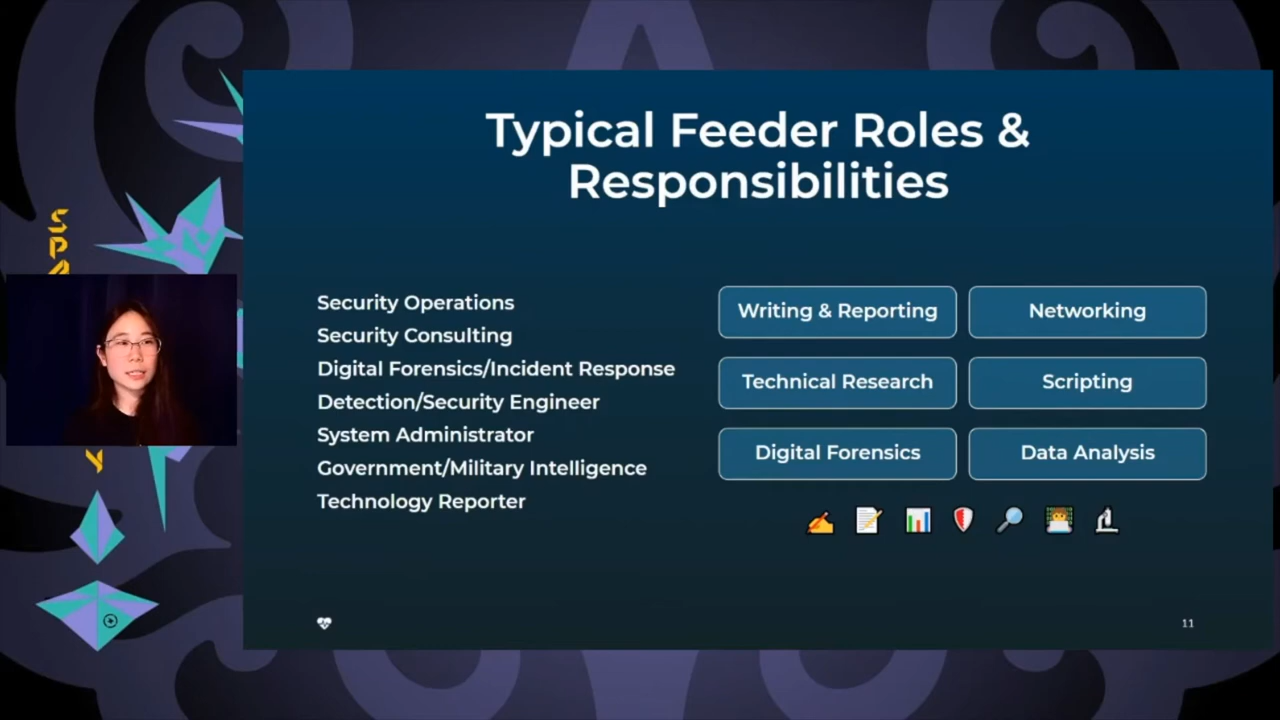 Typical Feeder Roles &
Responsibilities
Security Operations
Security Consulting
Digital Forensics/Incident Response
Detection/Security Engineer
System Administrator
Government/Military Intelligence
Technology Reporter
Writing & Reporting
Networking
Technical Research
Scripting
Digital Forensics
Data Analysis
11